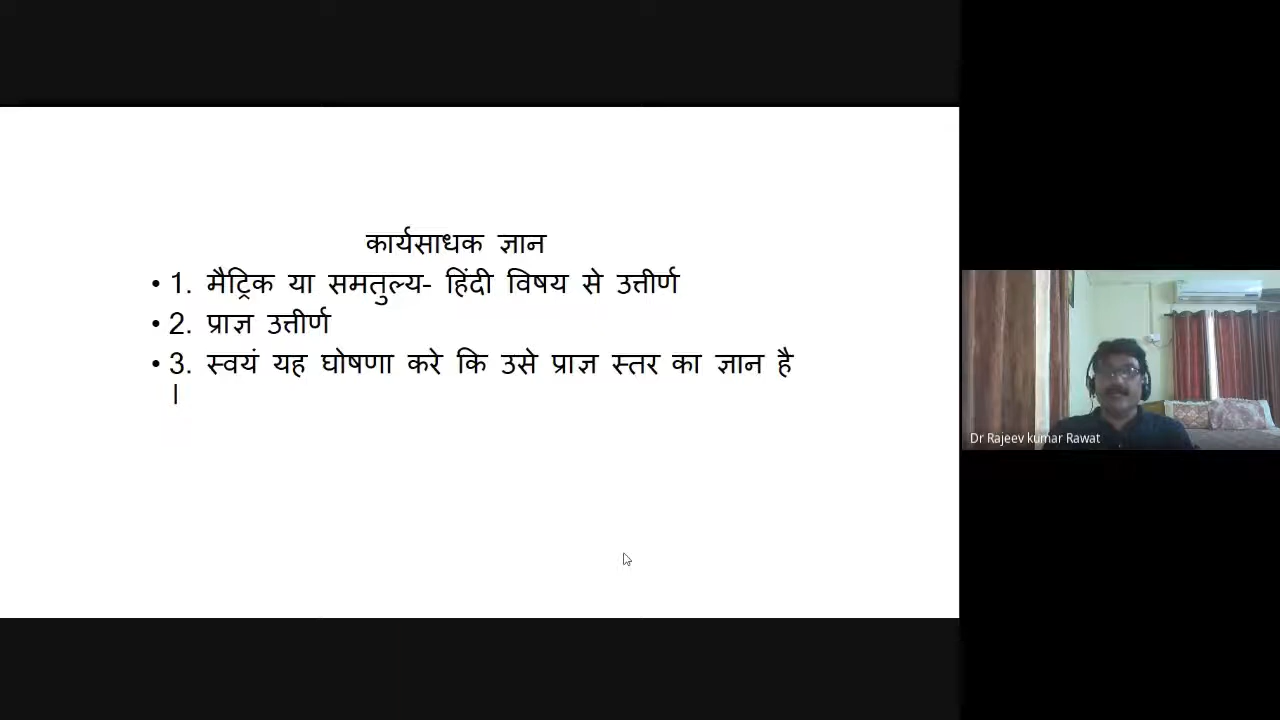 कार्यसाधक ज्ञान
• 1. मैट्रिक या समतुल्य- हिंदी विषय से उत्तीर्ण
• 2. प्राज्ञ उत्तीर्ण
• 3. स्वयं यह घोषणा करे कि उसे प्राज्ञ स्तर का ज्ञान है
।
Dr Rajeev kumar Rawat